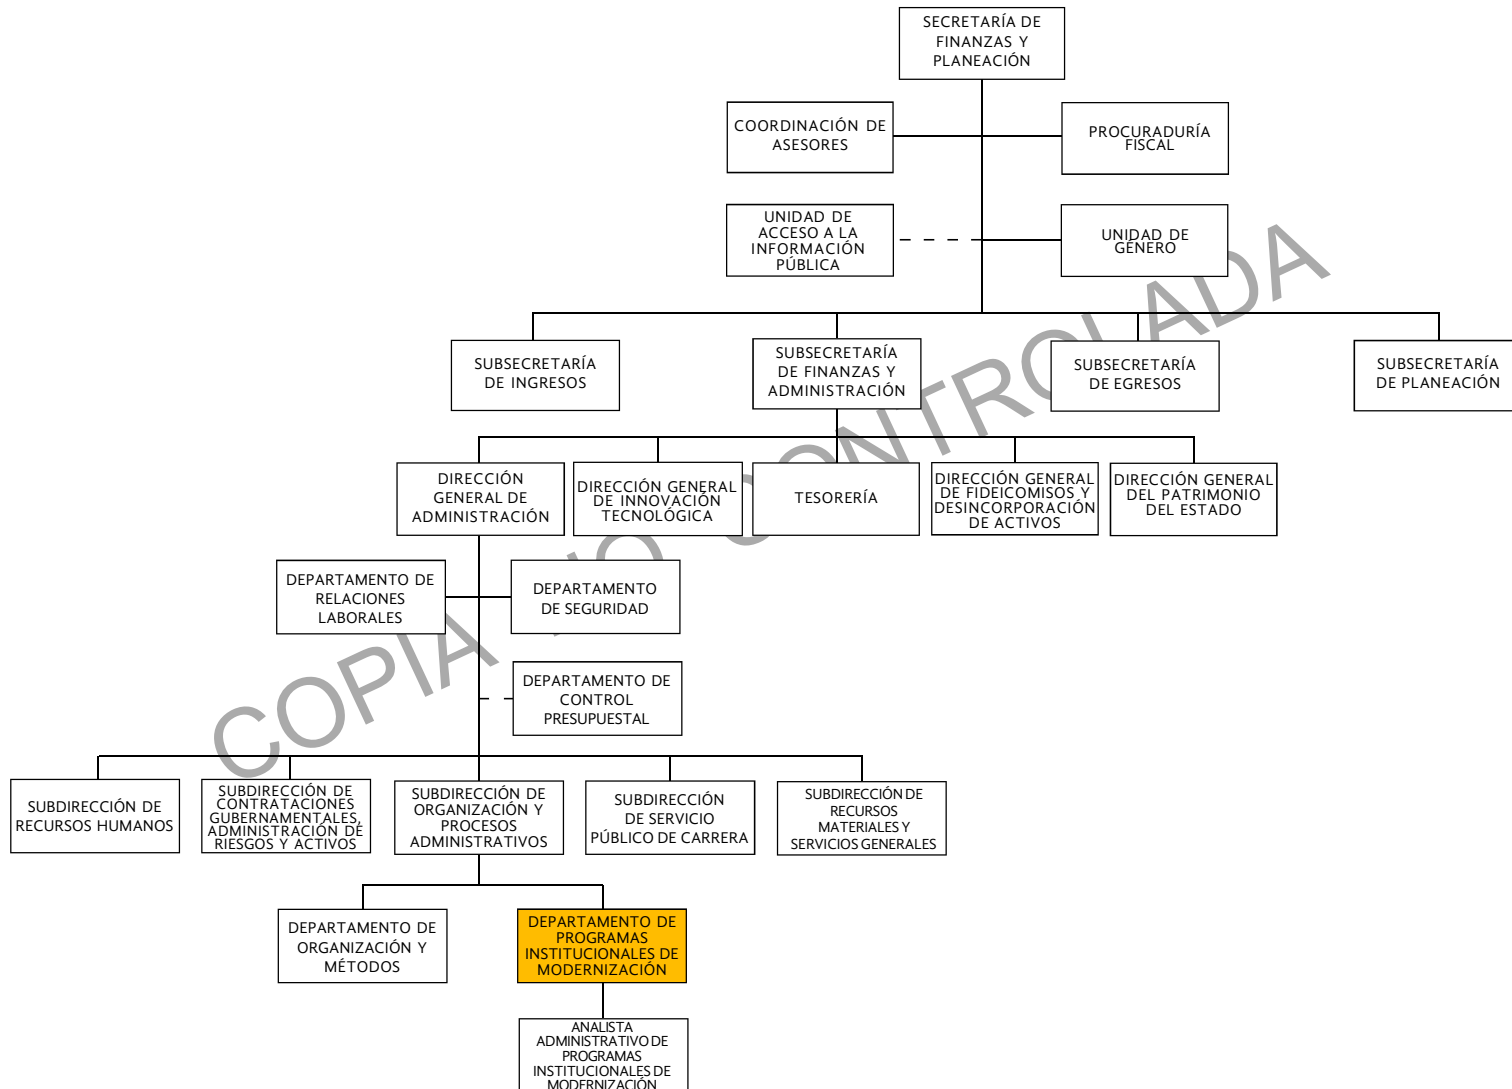 SECRETARÍA DE
FINANZAS Y
PLANEACIÓN
COORDINACIÓN DE
ASESORES
PROCURADURÍA
FISCAL
UNIDAD DE
ACCESO A LA
INFORMACIÓN
PÚBLICA
UNIDAD DE
GÉNERO
SUBSECRETARÍA
DE INGRESOS
SUBSECRETARÍA
DE FINANZAS Y
ADMINISTRACIÓN
SUBSECRETARÍA
DE EGRESOS
SUBSECRETARÍA
DE PLANEACIÓN
DIRECCIÓN
GENERAL DE
ADMINISTRACIÓN
DIRECCIÓN GENERAL
DE INNOVACIÓN
TECNOLÓGICA
TESORERÍA
DIRECCIÓN GENERAL
DE FIDEICOMISOS Y
DESINCORPORACIÓN
DE ACTIVOS
DIRECCIÓN GENERAL
DEL PATRIMONIO
DEL ESTADO
DEPARTAMENTO DE
RELACIONES
LABORALES
DEPARTAMENTO
DE SEGURIDAD
DEPARTAMENTO DE
CONTROL
PRESUPUESTAL
SUBDIRECCIÓN DE
RECURSOS HUMANOS
SUBDIRECCIÓN DE
CONTRATACIONES
GUBERNAMENTALES,
ADMINISTRACIÓN DE
RIESGOS Y ACTIVOS
SUBDIRECCIÓN DE
ORGANIZACIÓN Y
PROCESOS
ADMINISTRATIVOS
SUBDIRECCIÓN
DE SERVICIO
PÚBLICO DE CARRERA
SUBDIRECCIÓN DE
RECURSOS
MATERIALES Y
SERVICIOS GENERALES
DEPARTAMENTO DE
ORGANIZACIÓN Y
MÉTODOS
DEPARTAMENTO DE
PROGRAMAS
INSTITUCIONALES DE
MODERNIZACIÓN
ANALISTA
ADMINISTRATIVO DE
PROGRAMAS
INSTITUCIONALES DE
MODERNIZACIÓN
COPIA NO CONTROLADA